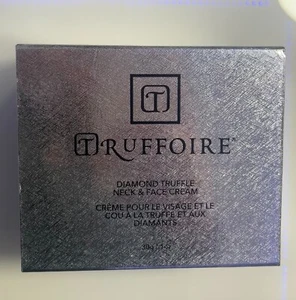 T
TRUFFOIRE
DIAMOND TRUFFLE
NECK & FACE CREAM
CRÈME POUR LE VISAGE ET LE
COU À LA TRUFFE ET AUX
DIAMANTS